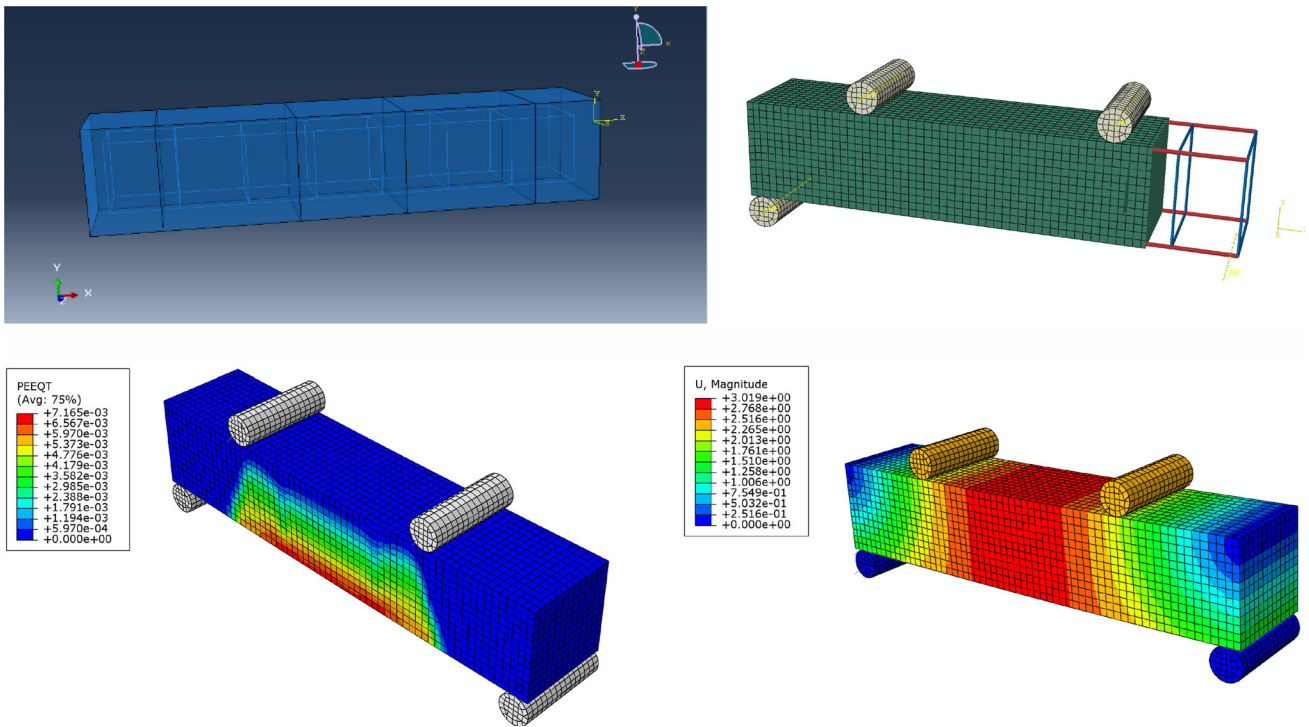 Y
X
Z
Y
X
Y
X
RP
PEEQT
(Avg: 75%)
+7.165e-03
+6.567e-03
+5.970e-03
+5.373e-03
+4.776e-03
+4.179e-03
+3.582e-03
+2.985e-03
+2.388e-03
+1.791e-03
+1.194e-03
+5.970e-04
+0.000e+00
U, Magnitude
+3.019e+00
+2.768e+00
+2.516e+00
+2.265e+00
+2.013e+00
+1.761e+00
+1.510e+00
+1.258e+00
+1.006e+00
+7.549e-01
+5.032e-01
+2.516e-01
+0.000e+00